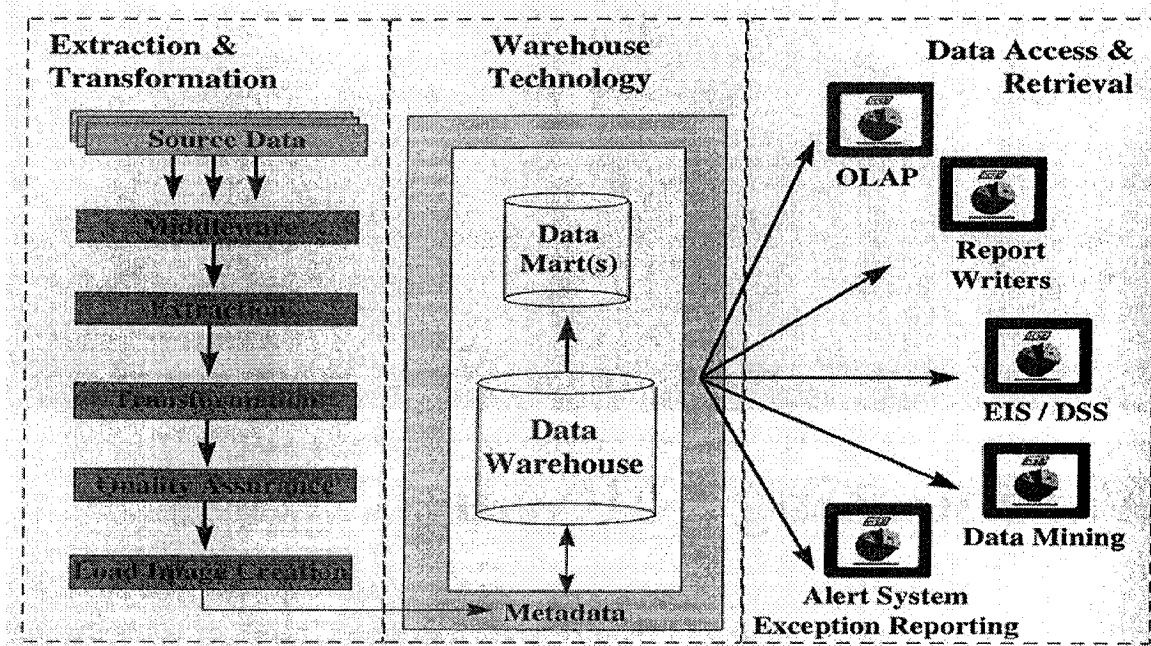 Extraction &
Transformation
Source Data
Middleware
Extraction
Transformation
Quality Assurance
Load Image Creation
Warehouse
Technology
Data
Mart(s)
Data
Warehouse
Metadata
Data Access &
Retrieval
OLAP
Report
Writers
EIS / DSS
Data Mining
Alert System
Exception Reporting